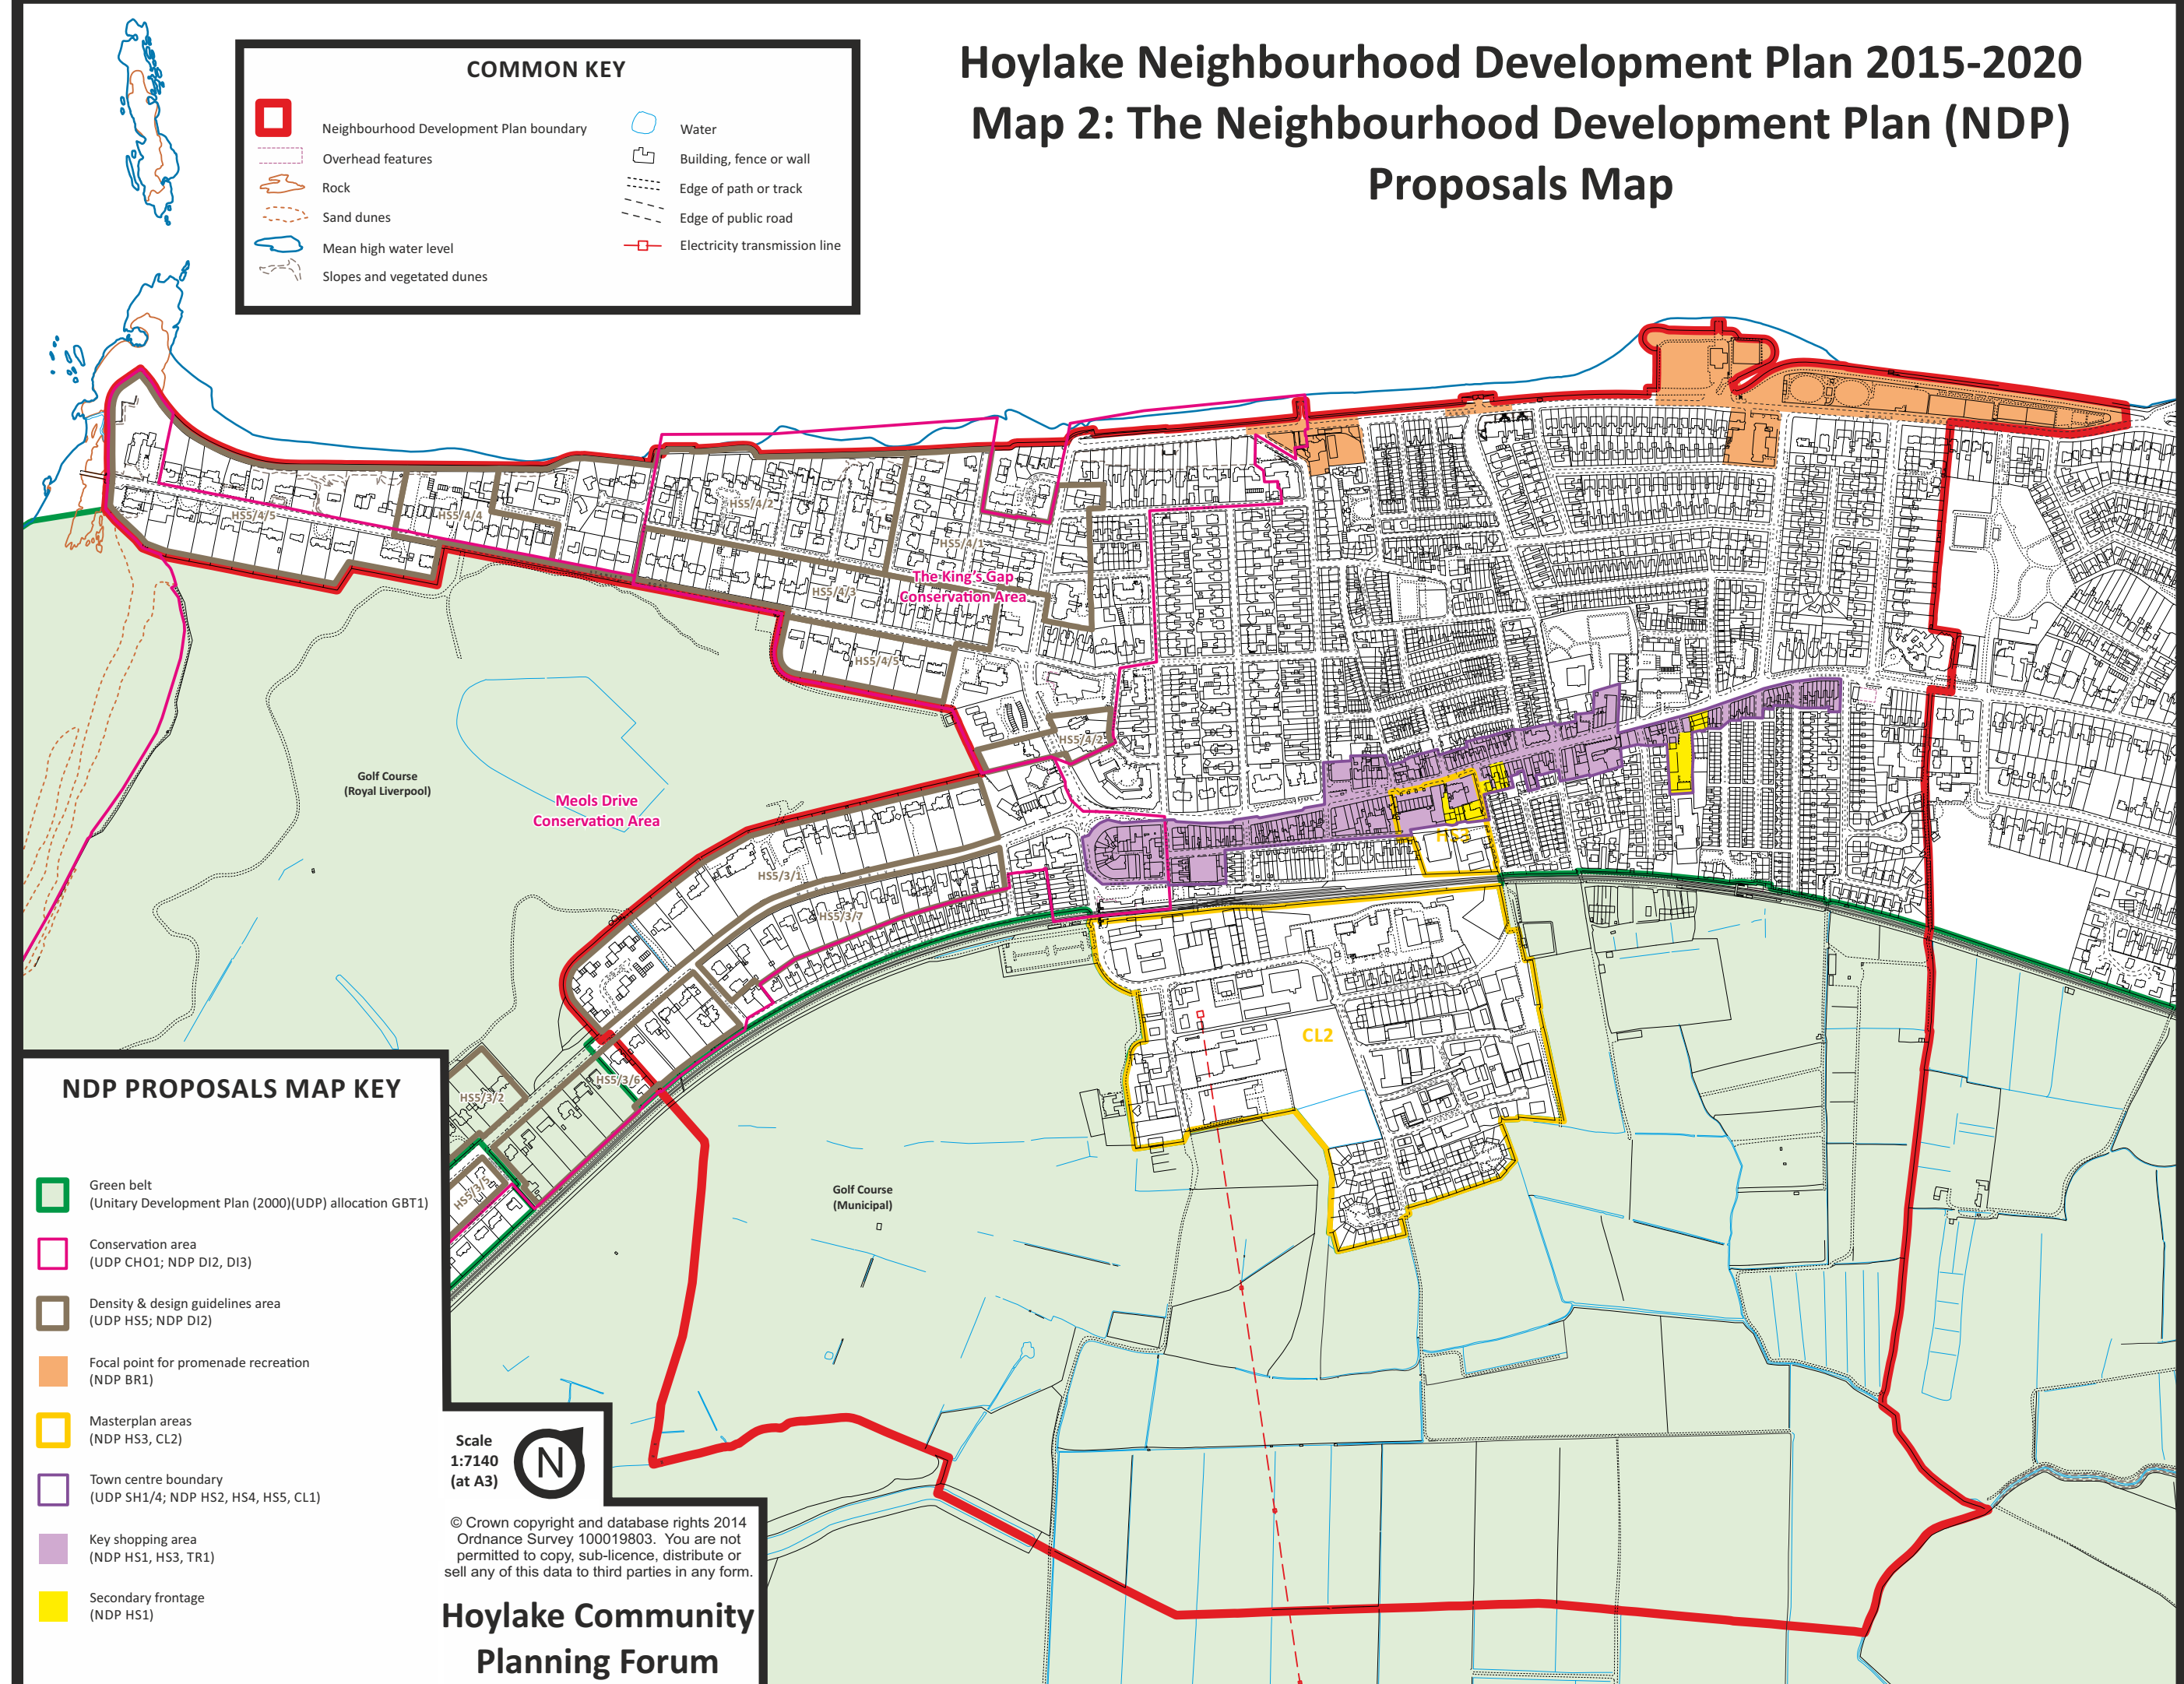 Hoylake Neighbourhood Development Plan 2015-2020
Map 2: The Neighbourhood Development Plan (NDP)
Proposals Map
COMMON KEY
Neighbourhood Development Plan boundary
Overhead features
Rock
Sand dunes
Mean high water level
Slopes and vegetated dunes
Water
Building, fence or wall
Edge of path or track
Edge of public road
Electricity transmission line
HS5/4/5
HS5/4/4
HS5/4/2
HS5/4/1
HS5/4/3
The King's Gap
Conservation Area
HS5/4/5
HS5/4/2
Golf Course
(Royal Liverpool)
Meols Drive
Conservation Area
HS3
HS5/3/1
HS5/3/7
CL2
HS5/3/6
HS5/3/2
HS5/3/5
Golf Course
(Municipal)
NDP PROPOSALS MAP KEY
Green belt
(Unitary Development Plan (2000)(UDP) allocation GBT1)
Conservation area
(UDP CHO1; NDP DI2, DI3)
Density & design guidelines area
(UDP HS5; NDP DI2)
Focal point for promenade recreation
(NDP BR1)
Masterplan areas
(NDP HS3, CL2)
Town centre boundary
(UDP SH1/4; NDP HS2, HS4, HS5, CL1)
Key shopping area
(NDP HS1, HS3, TR1)
Secondary frontage
(NDP HS1)
Scale
1:7140
(at A3)
N
© Crown copyright and database rights 2014
Ordnance Survey 100019803. You are not
permitted to copy, sub-licence, distribute or
sell any of this data to third parties in any form.
Hoylake Community
Planning Forum